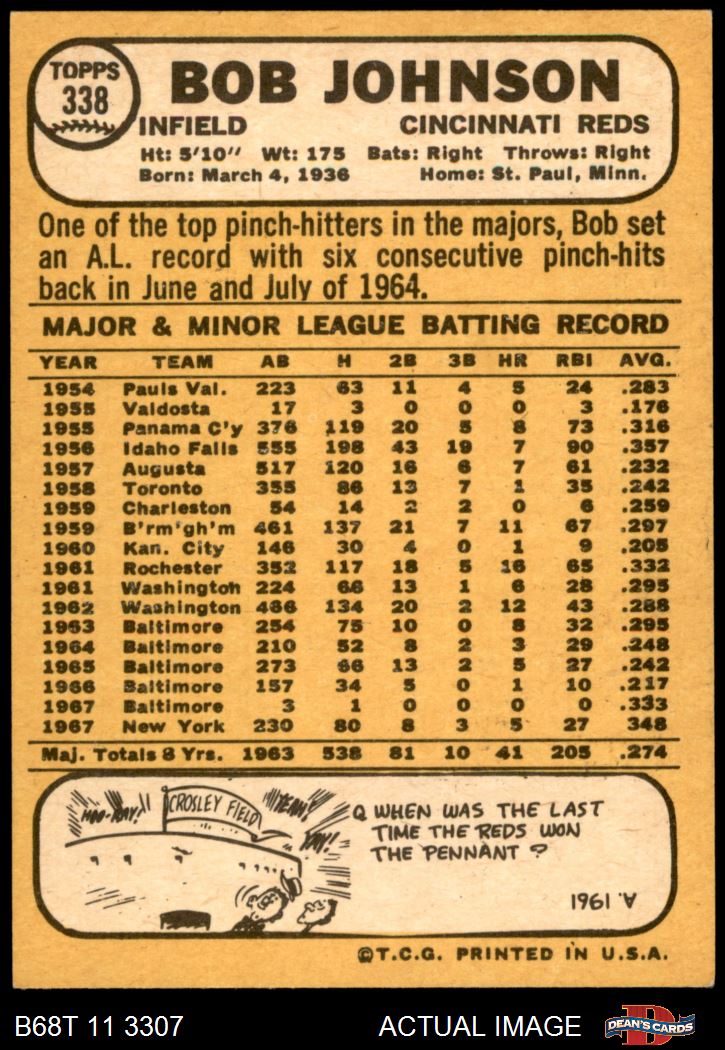 TOPPS
338
BOB JOHNSON
INFIELD CINCINNATI REDS
Ht: 5'10" Wt: 175 Bats: Right Throws: Right
Born: March 4, 1936 Home: St. Paul, Minn.
One of the top pinch-hitters in the majors, Bob set
an A.L. record with six consecutive pinch-hits
back in June and July of 1964.
MAJOR & MINOR LEAGUE BATTING RECORD
YEAR TEAM AB H 2B 3B HR RBI AVG.
1954 Pauls Val. 223 63 11 4 5 24 .283
1955 Valdosta 17 3 0 0 0 3 .176
1955 Panama C'y 376 119 20 5 8 73 .316
1956 Idaho Falls 555 198 43 19 7 90 .357
1957 Augusta 517 120 16 6 7 61 .232
1958 Toronto 355 86 13 7 1 35 .242
1959 Charleston 54 14 2 2 0 6 .259
1959 B'rm'gh'm 461 137 21 7 11 67 .297
1960 Kan. City 146 30 4 0 1 9 .205
1961 Rochester 352 117 18 5 16 65 .332
1961 Washington 224 66 13 1 6 28 .295
1962 Washington 466 134 20 2 12 43 .288
1963 Baltimore 254 75 10 0 8 32 .295
1964 Baltimore 210 52 8 2 3 29 .248
1965 Baltimore 273 66 13 2 5 27 .242
1966 Baltimore 157 34 5 0 1 10 .217
1967 Baltimore 3 1 0 0 0 0 .333
1967 New York 230 80 8 3 5 27 348
Maj. Totals 8 Yrs. 1963 538 81 10 41 205 .274
HOO-RAY!!
CROSLEY FIELD
YEAH!
YAY!
Q WHEN WAS THE LAST
TIME THE REDS WON
THE PENNANT ?
A. 1961
©T.C.G. PRINTED IN U.S.A.
B68T 11 3307 ACTUAL IMAGE
D
DEAN'S CARDS